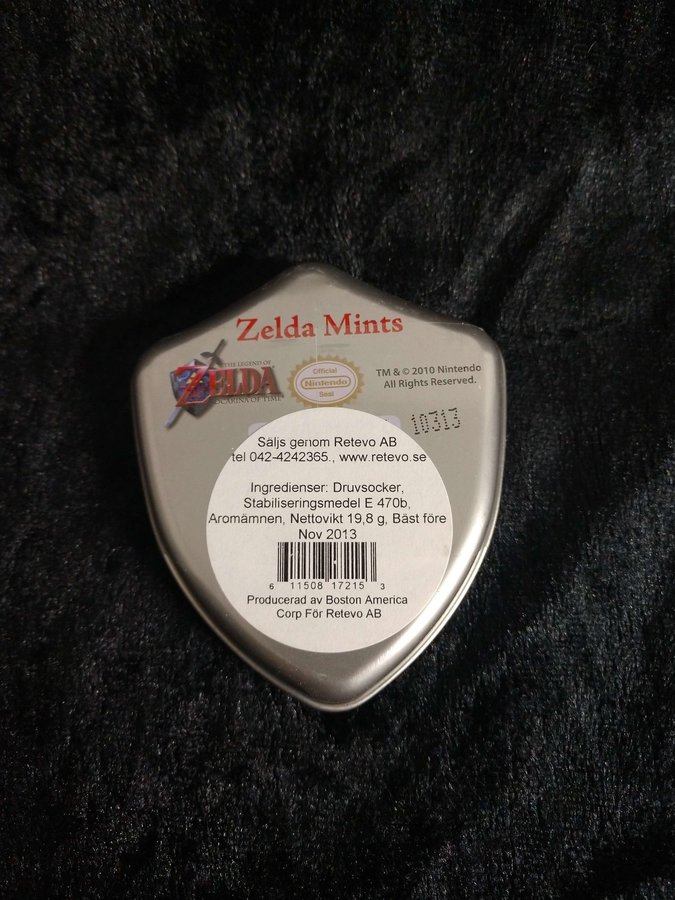 Zelda Mints
THE LEGEND OF
ZELDA
OCARINA OF TIME
Official
Nintendo
Seal
TM & © 2010 Nintendo
All Rights Reserved.
10313
Säljs genom Retevo AB
tel 042-4242365., www.retevo.se
Ingredienser: Druvsocker,
Stabiliseringsmedel E 470b,
Aromämnen, Nettovikt 19,8 g, Bäst före
Nov 2013
6 11508 17215 3
Producerad av Boston America
Corp För Retevo AB